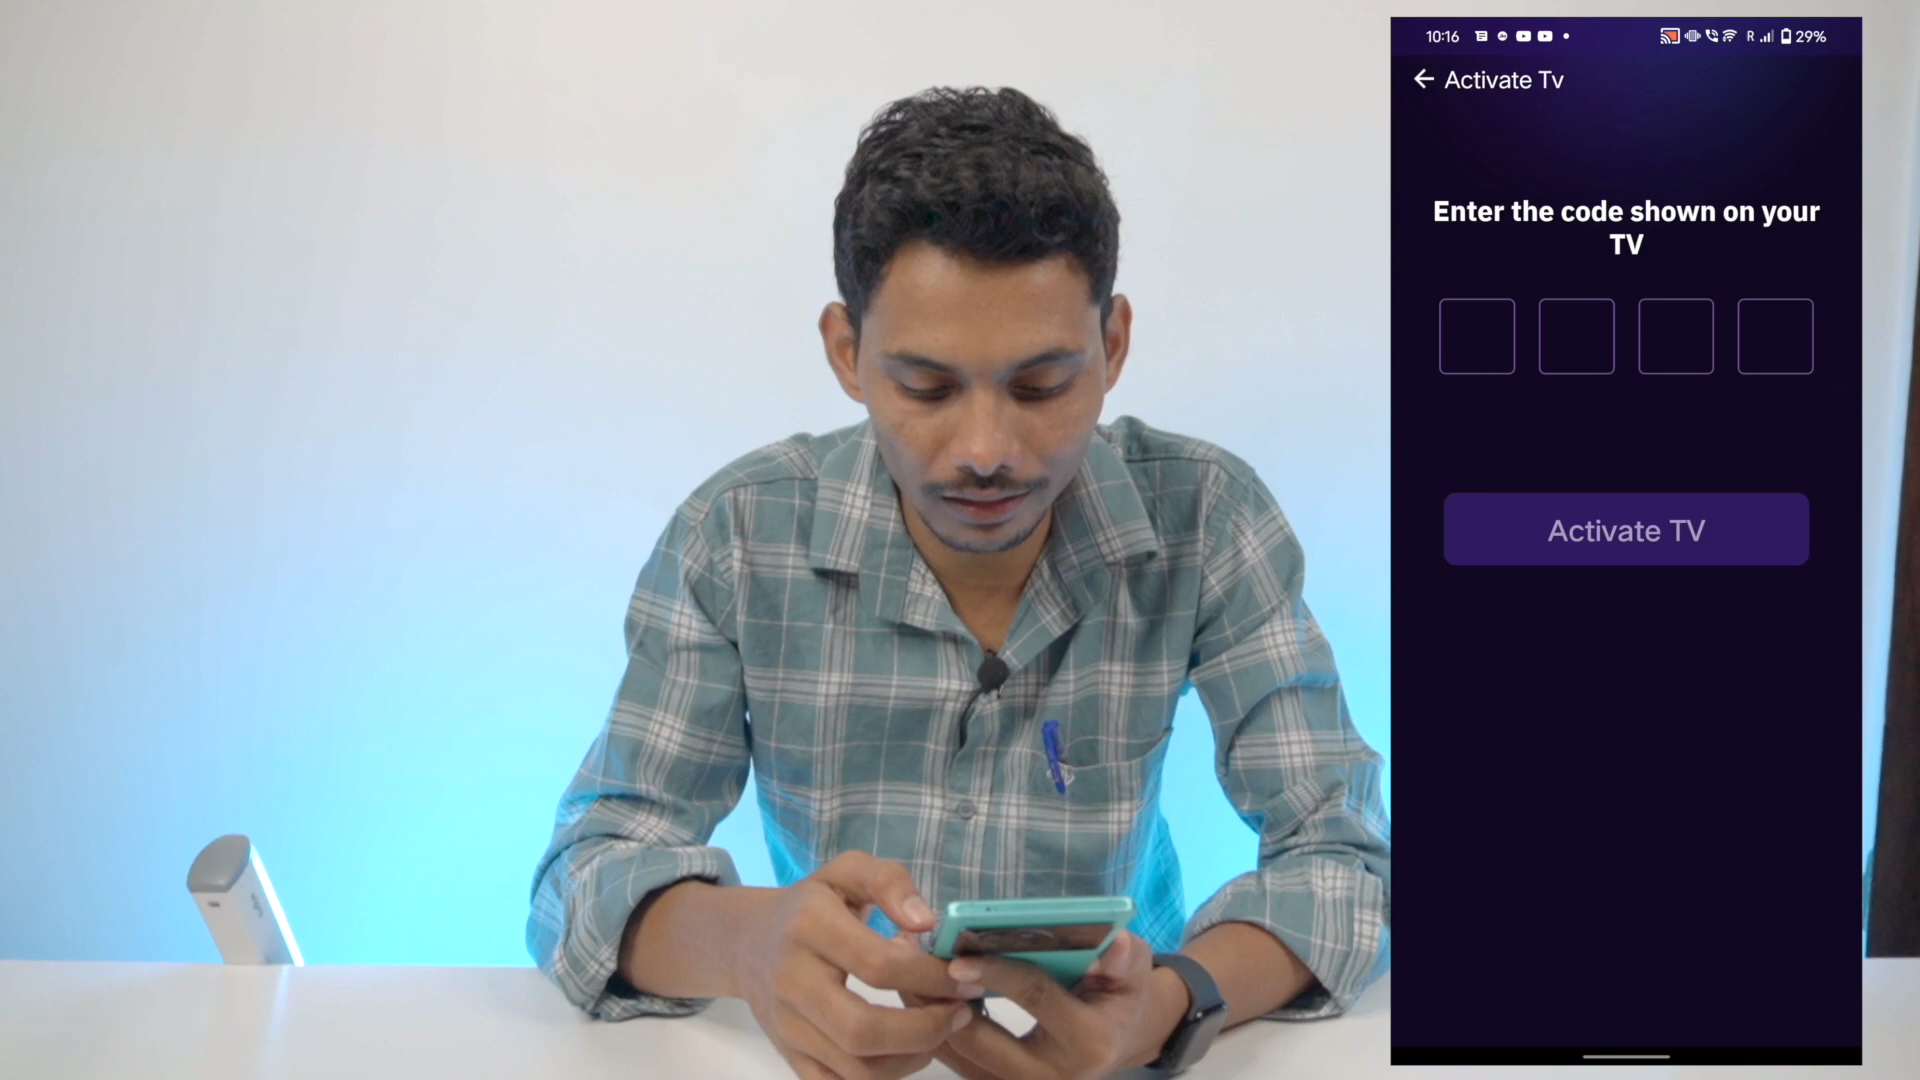 10:16
R
29%
Activate Tv
Enter the code shown on your
TV
Activate TV